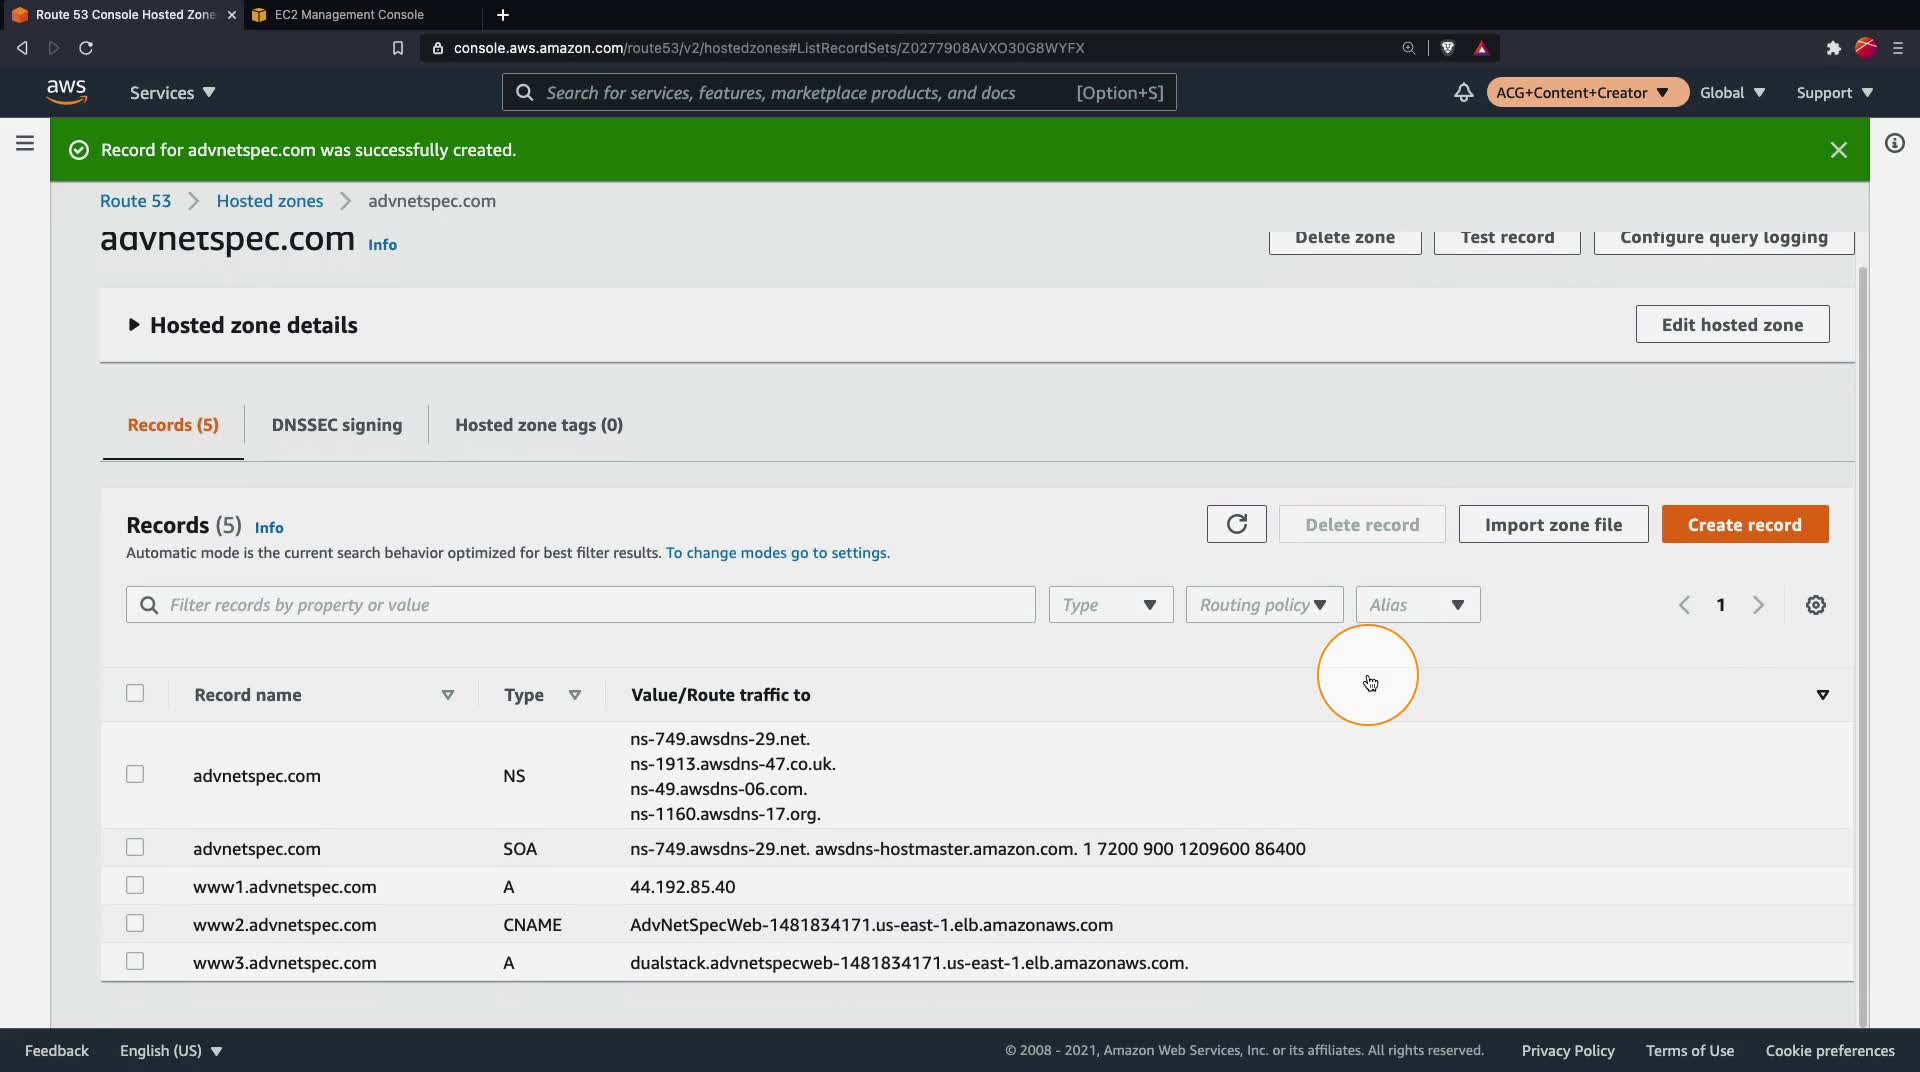 Route 53 Console Hosted Zone
EC2 Management Console
console.aws.amazon.com/route53/v2/hostedzones#ListRecordSets/Z0277908AVXO30G8WYFX
aws
Services
Search for services, features, marketplace products, and docs [Option+S]
ACG+Content+Creator
Global
Support
Record for advnetspec.com was successfully created.
Route 53
Hosted zones
advnetspec.com
advnetspec.com Info
Delete zone
Test record
Configure query logging
Hosted zone details
Edit hosted zone
Records (5)
DNSSEC signing
Hosted zone tags (0)
Records (5) Info
Automatic mode is the current search behavior optimized for best filter results. To change modes go to settings.
Delete record
Import zone file
Create record
Filter records by property or value
Type
Routing policy
Alias
1
Record name Type Value/Route traffic to
advnetspec.com NS
ns-749.awsdns-29.net.
ns-1913.awsdns-47.co.uk.
ns-49.awsdns-06.com.
ns-1160.awsdns-17.org.
advnetspec.com SOA ns-749.awsdns-29.net. awsdns-hostmaster.amazon.com. 1 7200 900 1209600 86400
www1.advnetspec.com A 44.192.85.40
www2.advnetspec.com CNAME AdvNetSpecWeb-1481834171.us-east-1.elb.amazonaws.com
www3.advnetspec.com A dualstack.advnetspecweb-1481834171.us-east-1.elb.amazonaws.com.
Feedback
English (US)
© 2008 - 2021, Amazon Web Services, Inc. or its affiliates. All rights reserved.
Privacy Policy
Terms of Use
Cookie preferences